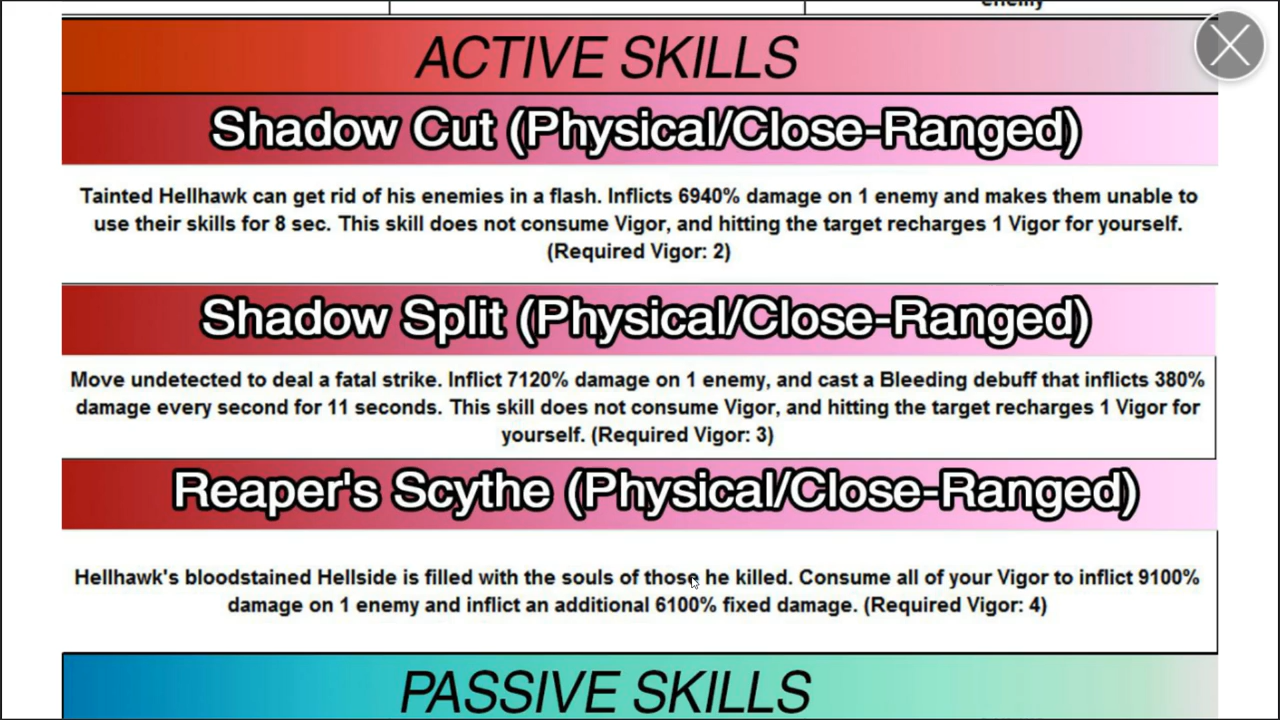 enemy
ACTIVE SKILLS
Shadow Cut (Physical/Close-Ranged)
Tainted Hellhawk can get rid of his enemies in a flash. Inflicts 6940% damage on 1 enemy and makes them unable to
use their skills for 8 sec. This skill does not consume Vigor, and hitting the target recharges 1 Vigor for yourself.
(Required Vigor: 2)
Shadow Split (Physical/Close-Ranged)
Move undetected to deal a fatal strike. Inflict 7120% damage on 1 enemy, and cast a Bleeding debuff that inflicts 380%
damage every second for 11 seconds. This skill does not consume Vigor, and hitting the target recharges 1 Vigor for
yourself. (Required Vigor: 3)
Reaper's Scythe (Physical/Close-Ranged)
Hellhawk's bloodstained Hellside is filled with the souls of those he killed. Consume all of your Vigor to inflict 9100%
damage on 1 enemy and inflict an additional 6100% fixed damage. (Required Vigor: 4)
PASSIVE SKILLS